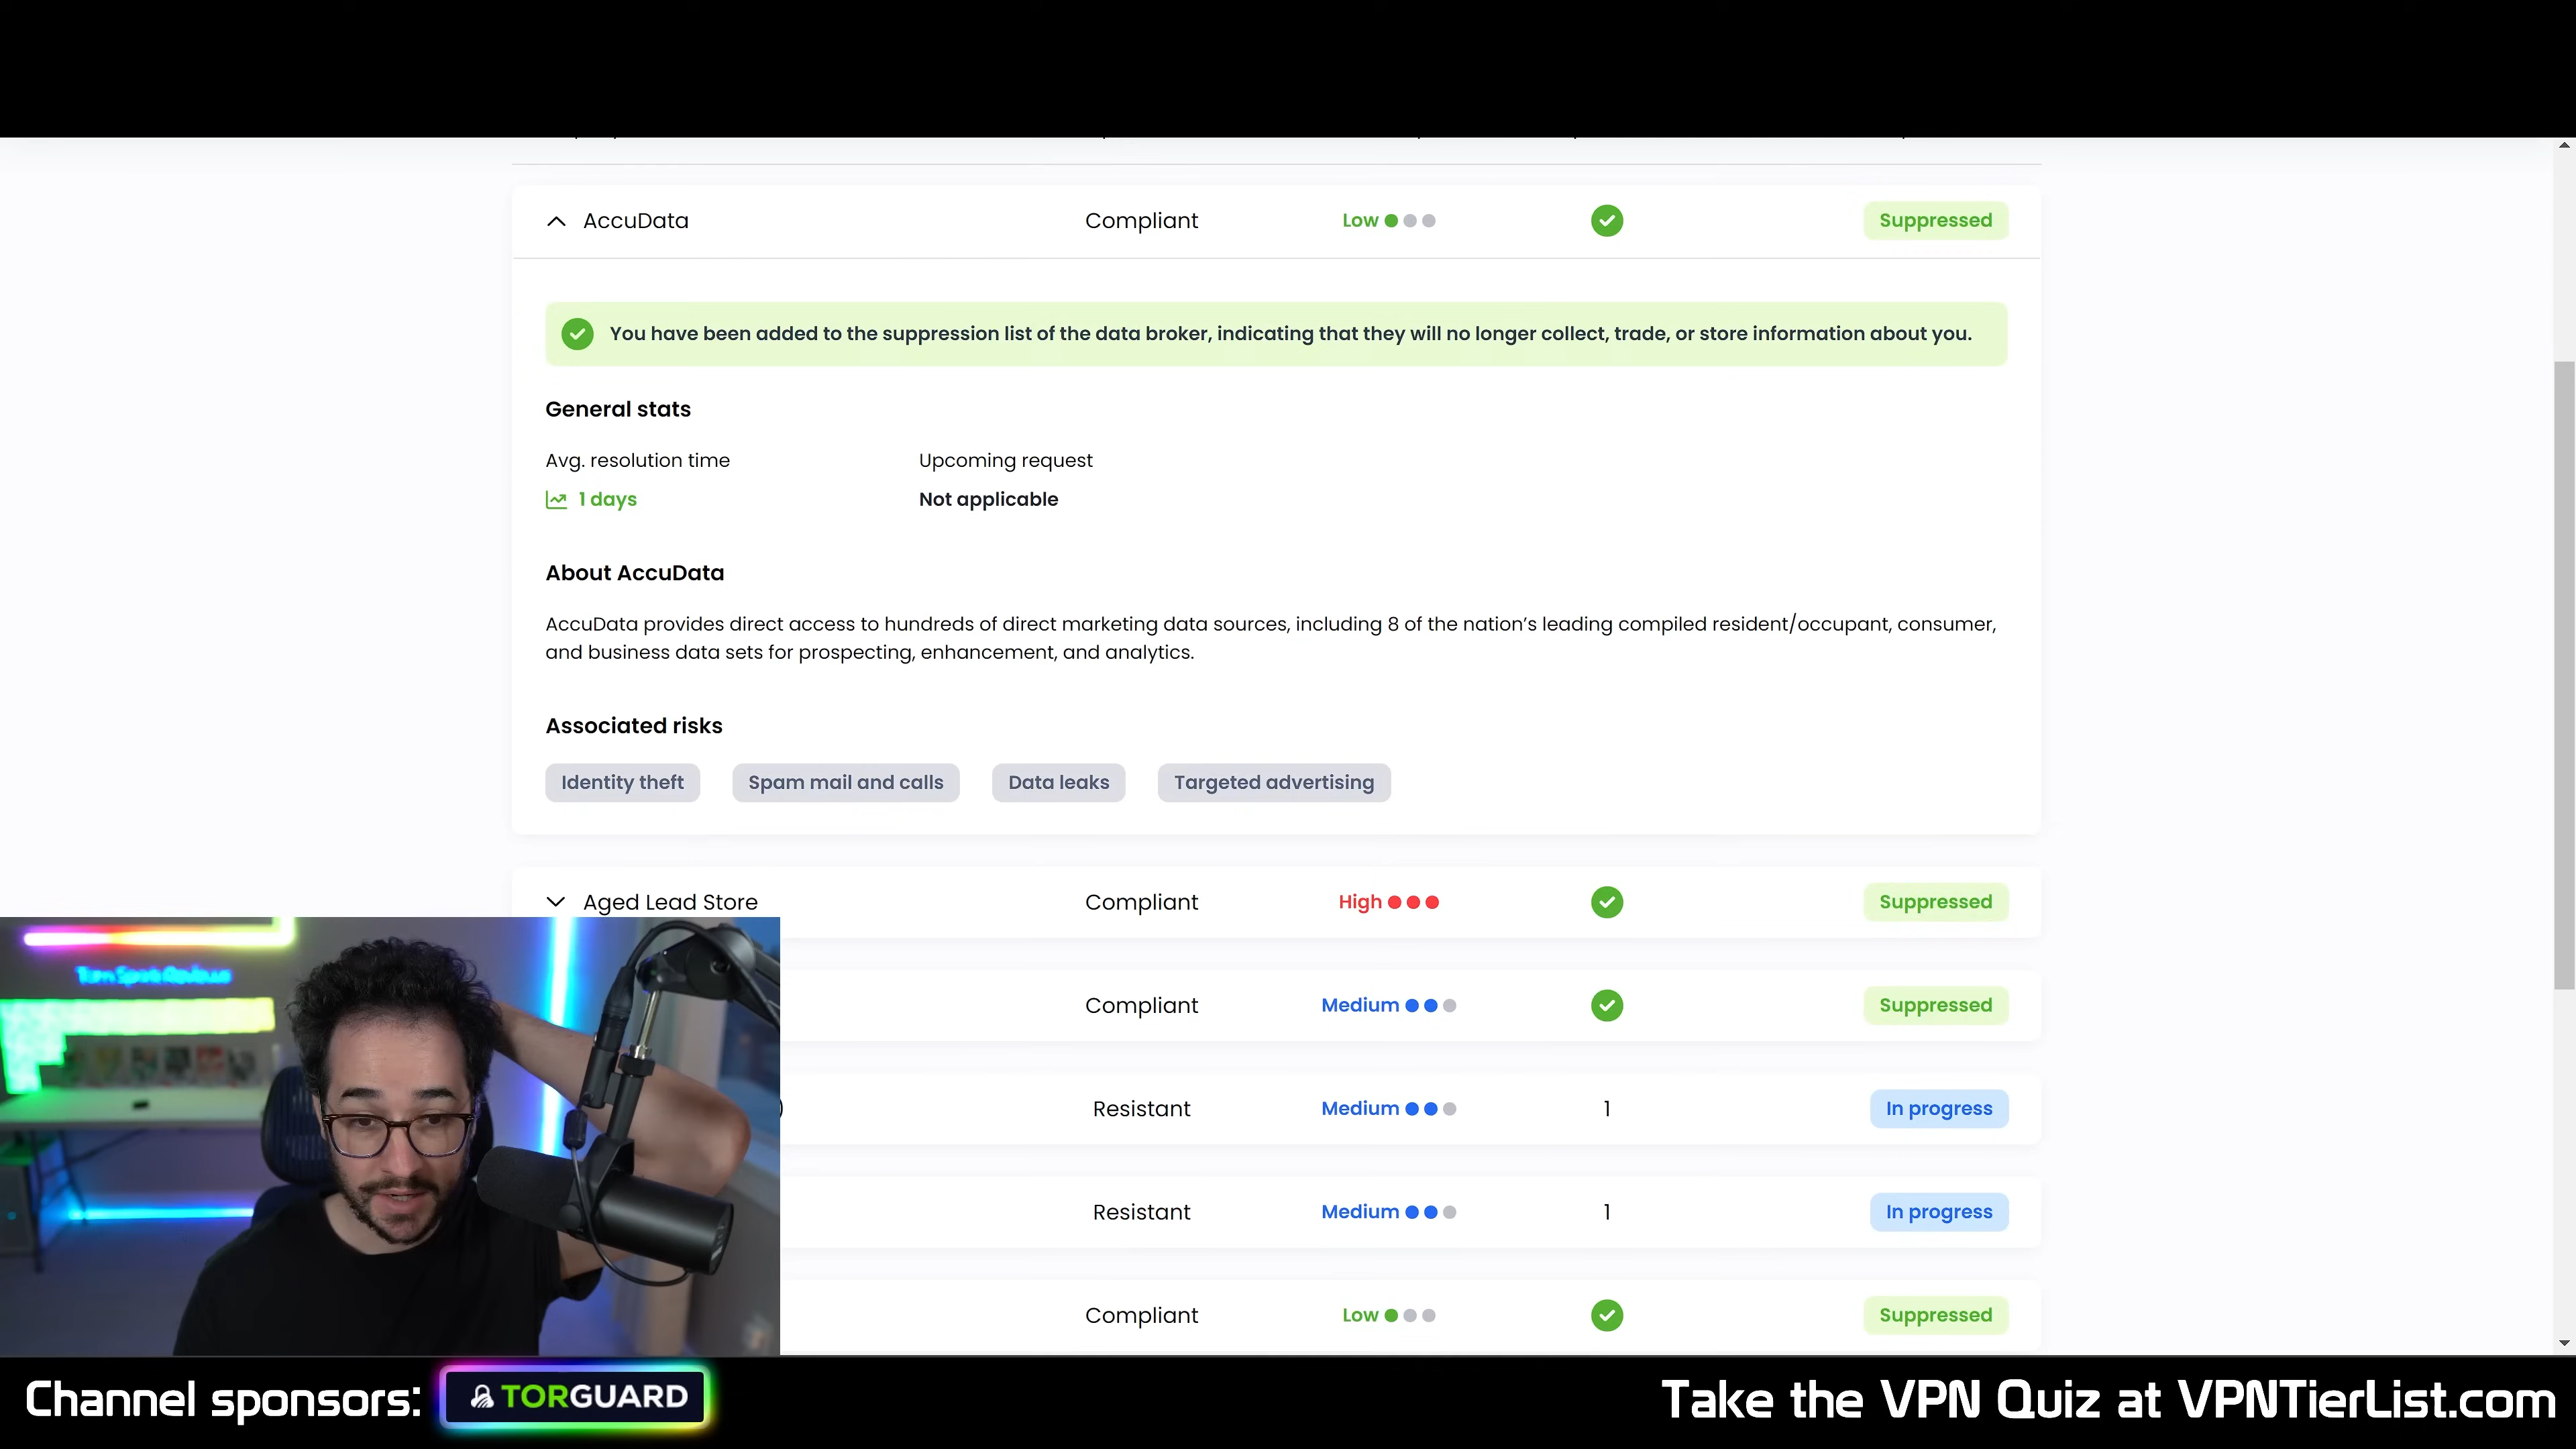 AccuData Compliant Low Suppressed
You have been added to the suppression list of the data broker, indicating that they will no longer collect, trade, or store information about you.
General stats
Avg. resolution time Upcoming request
1 days Not applicable
About AccuData
AccuData provides direct access to hundreds of direct marketing data sources, including 8 of the nation's leading compiled resident/occupant, consumer,
and business data sets for prospecting, enhancement, and analytics.
Associated risks
Identity theft Spam mail and calls Data leaks Targeted advertising
Aged Lead Store Compliant High Suppressed
Compliant Medium Suppressed
Resistant Medium 1 In progress
Resistant Medium 1 In progress
Compliant Low Suppressed
Tom Spark Reviews
Channel sponsors: TORGUARD
Take the VPN Quiz at VPNTierList.com